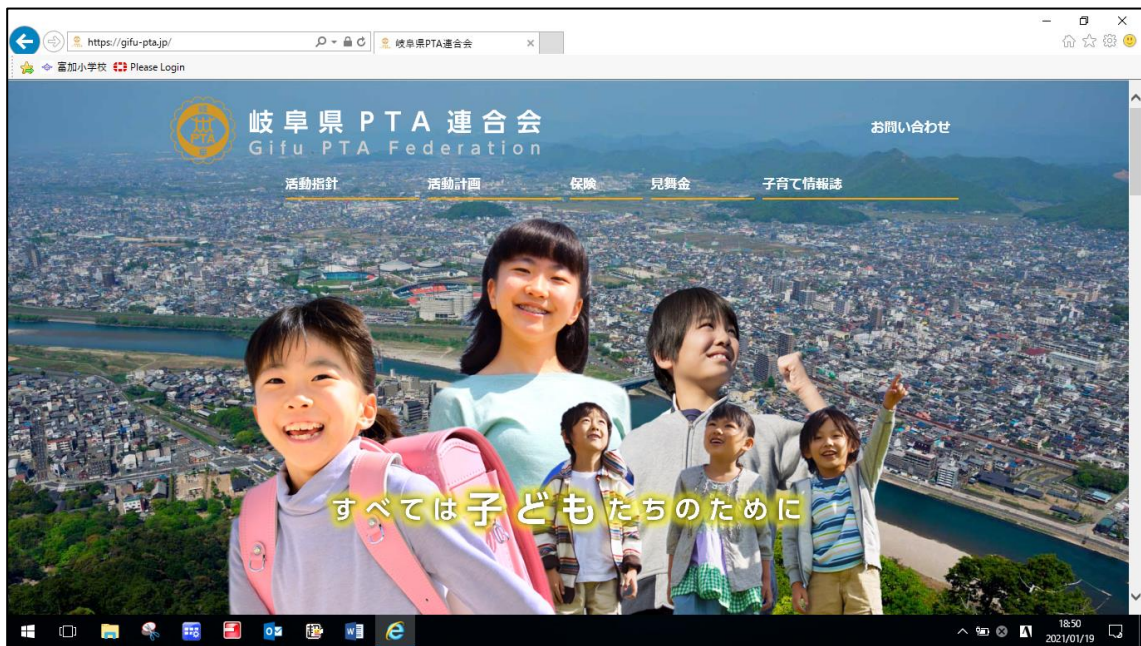 https://gifu-pta.jp/
岐阜県PTA連合会
富加小学校
Please Login
PTA
岐阜県 PTA 連合会
Gifu PTA Federation
お問い合わせ
活動指針 活動計画 保険 見舞金 子育て情報誌
すべては子どもたちのために
18:50
2021/01/19